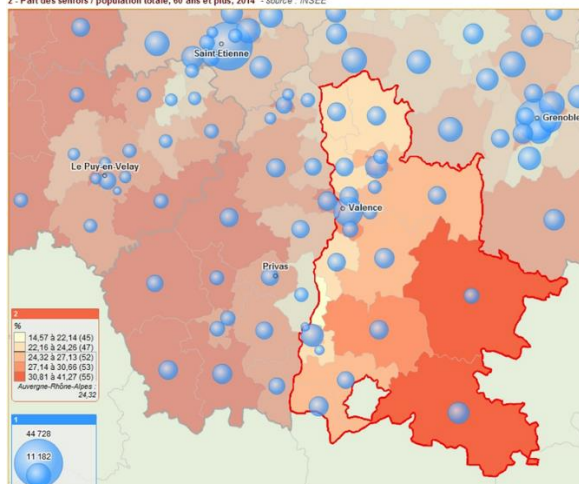 2 - Part des seniors / population totale, 60 ans et plus, 2014 - source : INSEE
Saint-Etienne
Grenoble
Le Puy-en-Velay
Valence
Privas
2
%
14,57 à 22,14 (45)
22,16 à 24,26 (47)
24,32 à 27,13 (52)
27,14 à 30,66 (53)
30,81 à 41,27 (55)
Auvergne-Rhône-Alpes :
24,32
1
44 728
11 182